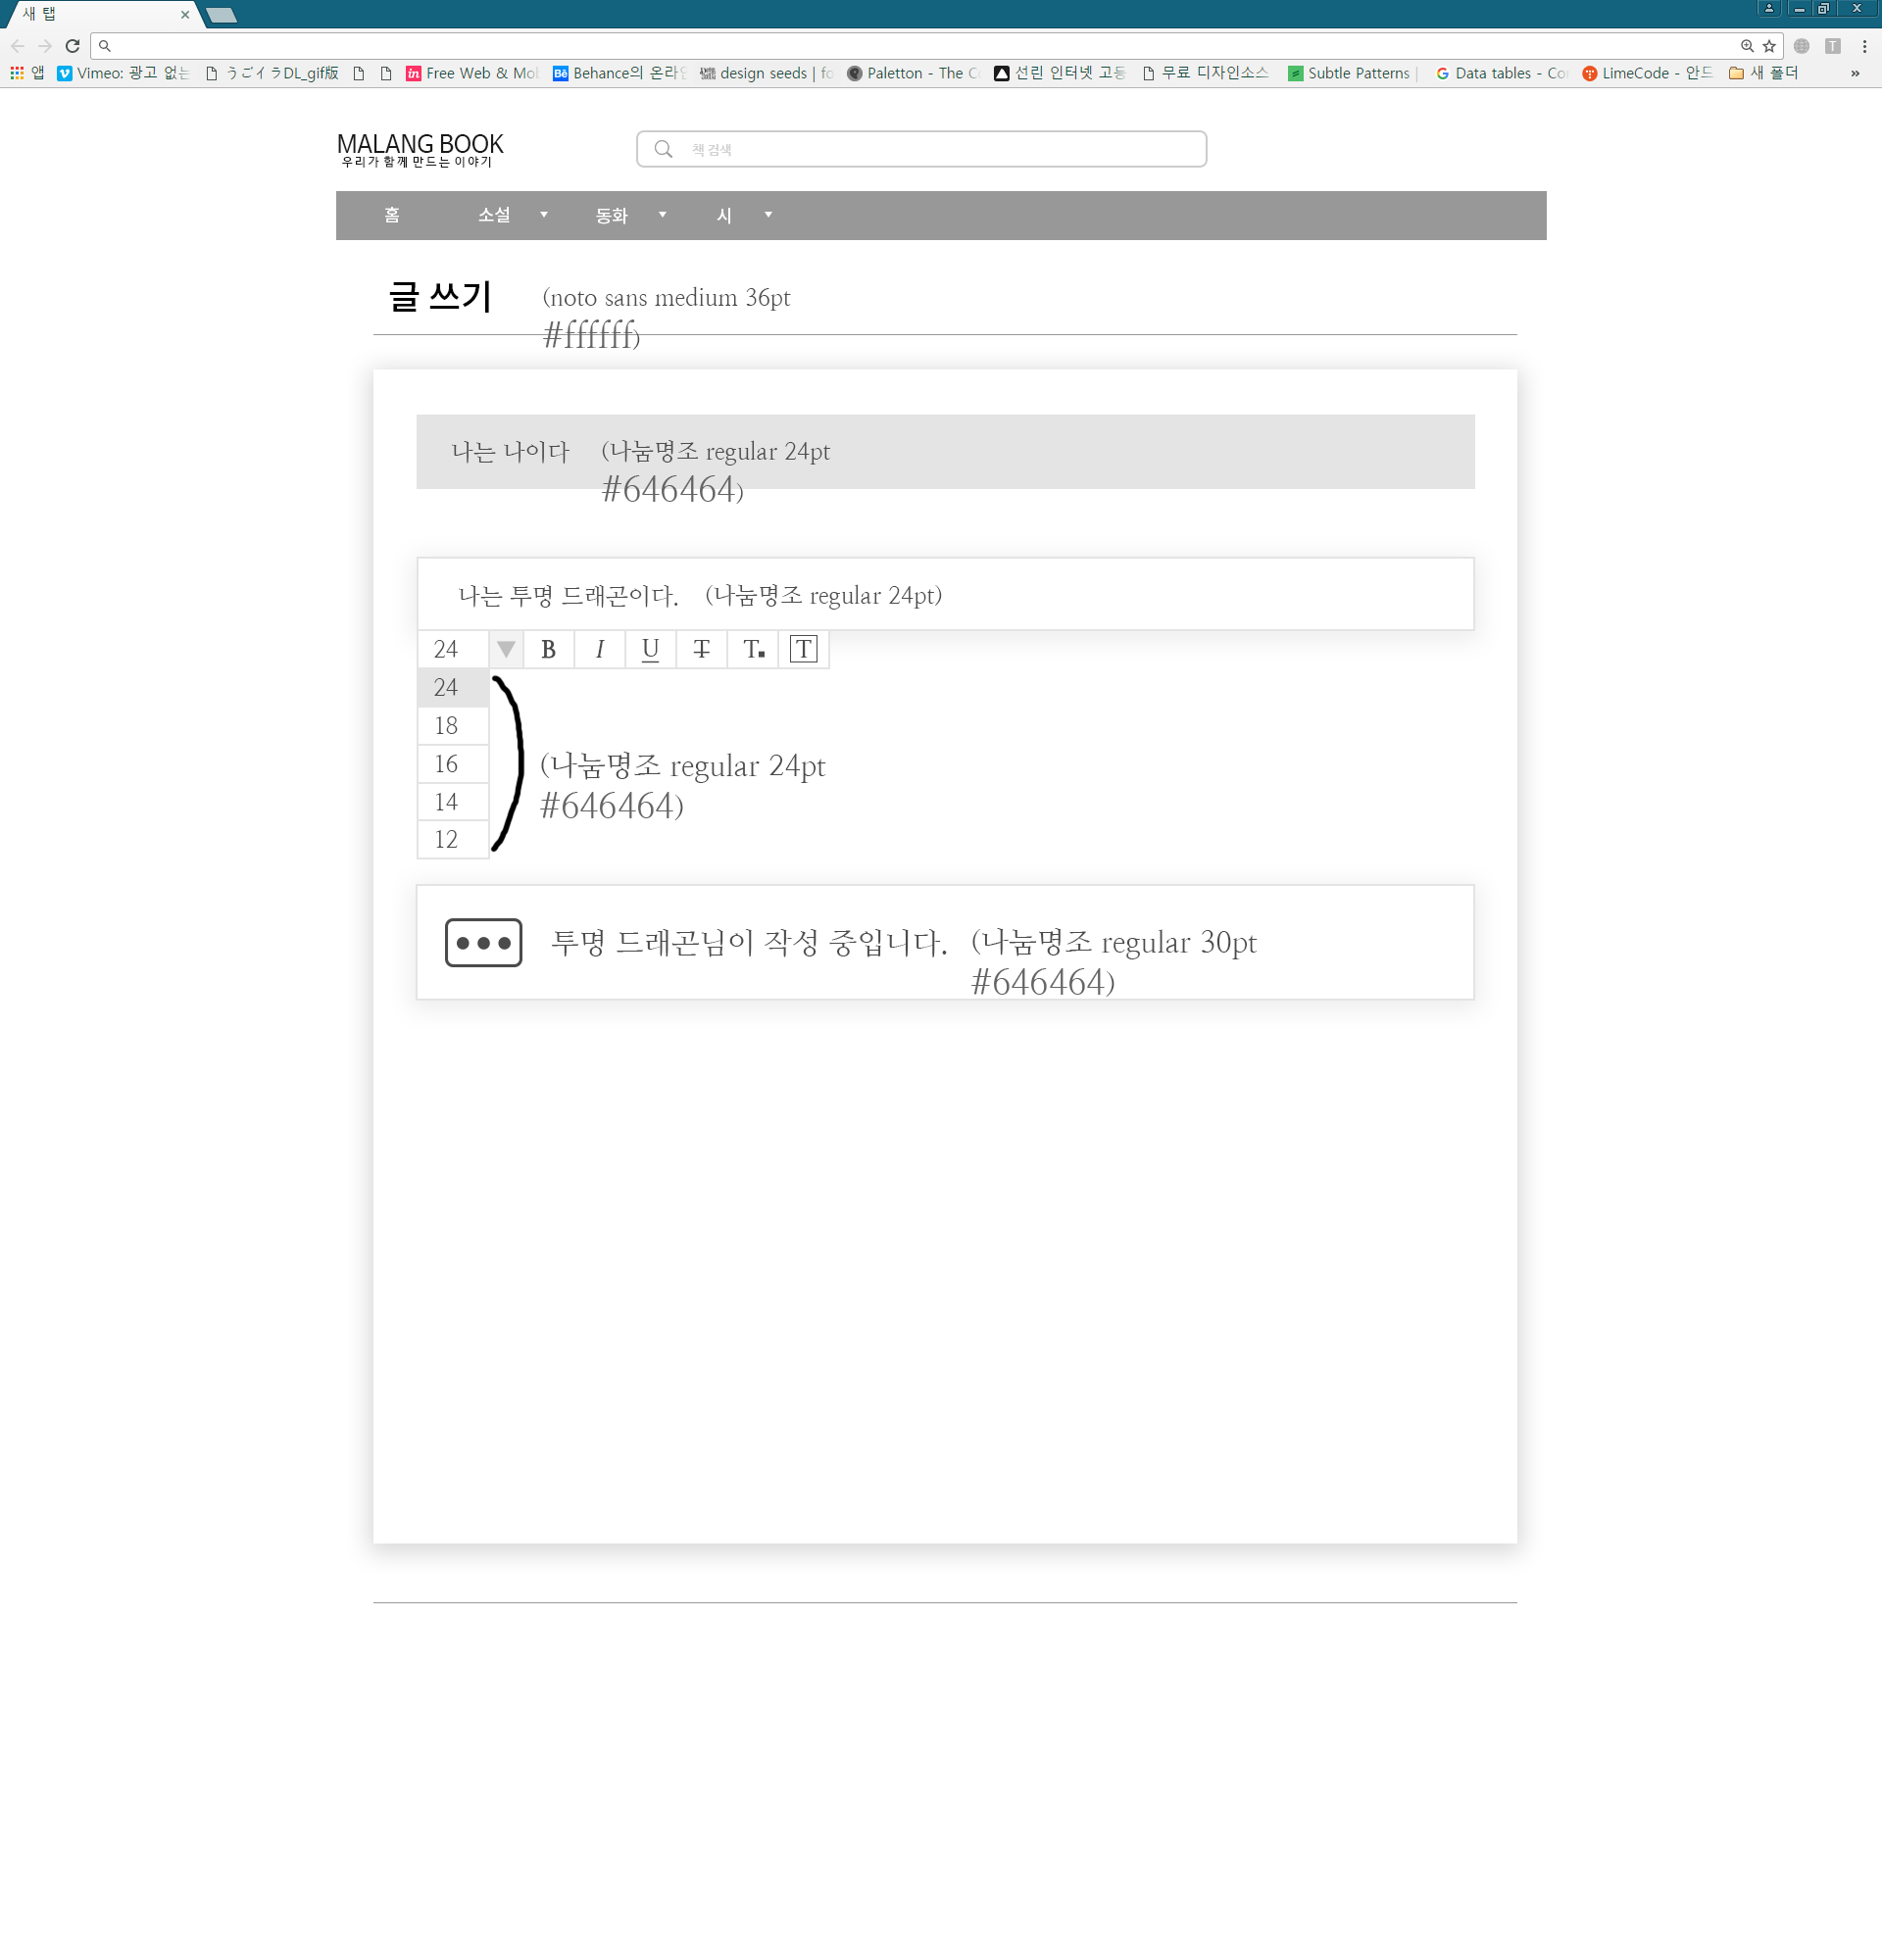 새 탭
앱 Vimeo: 광고 없는 うごイラDL_gif版 Free Web & Mob Behance의 온라인 design seeds | fo Paletton - The Co 선린 인터넷 고등 무료 디자인소스 Subtle Patterns | Data tables - Co LimeCode - 안드 새 폴더 »
MALANG BOOK
우리가 함께 만드는 이야기
책 검색
홈 소설 동화 시
글 쓰기 (noto sans medium 36pt
#ffffff)
나는 나이다 (나눔명조 regular 24pt
#646464)
나는 투명 드래곤이다. (나눔명조 regular 24pt)
24 B I U T T. T
24
18
16
14
12
(나눔명조 regular 24pt
#646464)
투명 드래곤님이 작성 중입니다. (나눔명조 regular 30pt
#646464)